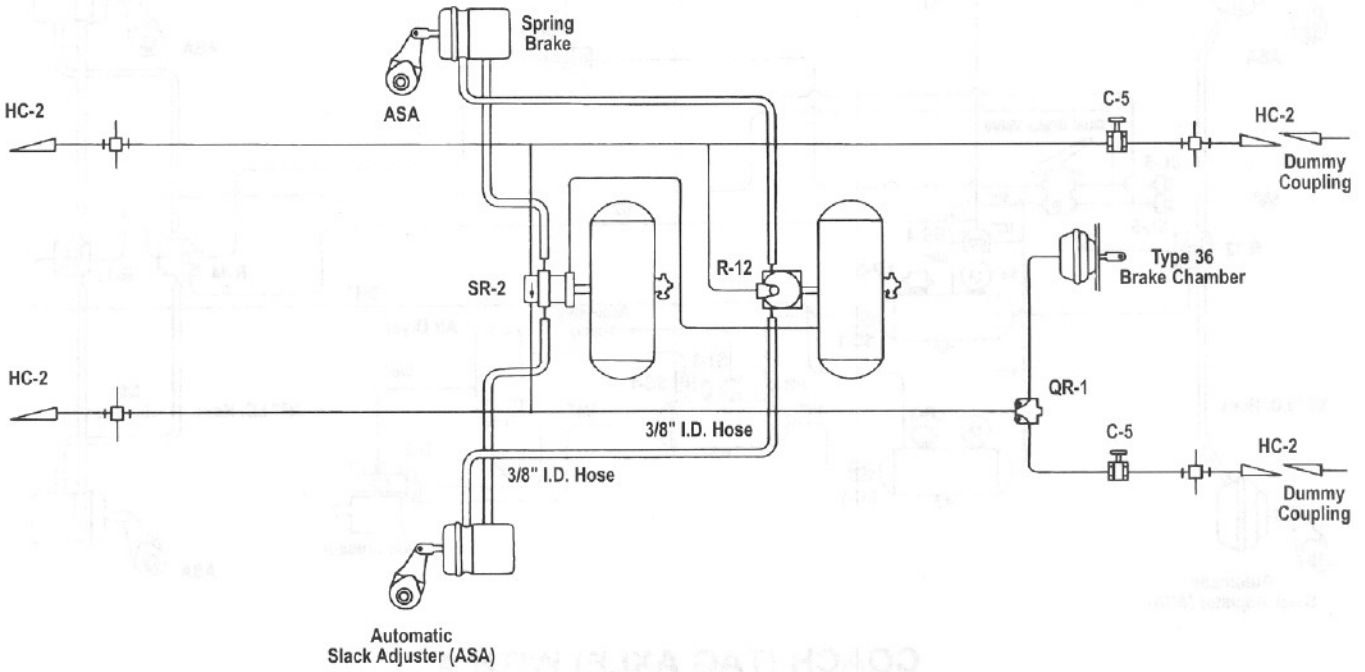 Spring
Brake
ASA
HC-2
C-5
HC-2
Dummy
Coupling
Type 36
Brake Chamber
R-12
SR-2
HC-2
QR-1
3/8" I.D. Hose
C-5
HC-2
3/8" I.D. Hose
Dummy
Coupling
Automatic
Slack Adjuster (ASA)